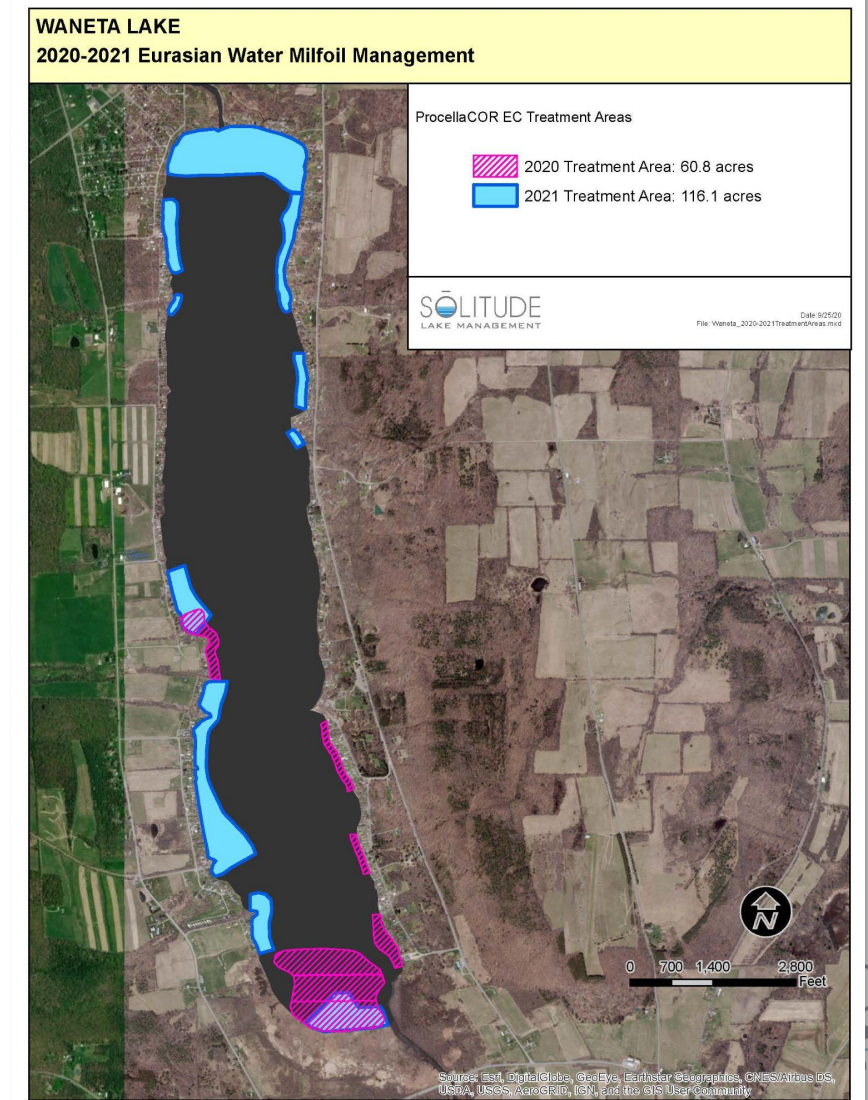 WANETA LAKE
2020-2021 Eurasian Water Milfoil Management
ProcellaCOR EC Treatment Areas
2020 Treatment Area: 60.8 acres
2021 Treatment Area: 116.1 acres
SŌLITUDE
LAKE MANAGEMENT
Date:9/25/20
File: Waneta_2020-2021TreatmentAreas.mxd
N
0 700 1,400 2,800
Feet
Source: Esri, DigitalGlobe, GeoEye, Earthstar Geographics, CNES/Airbus DS,
USDA, USGS, AeroGRID, IGN, and the GIS User Community